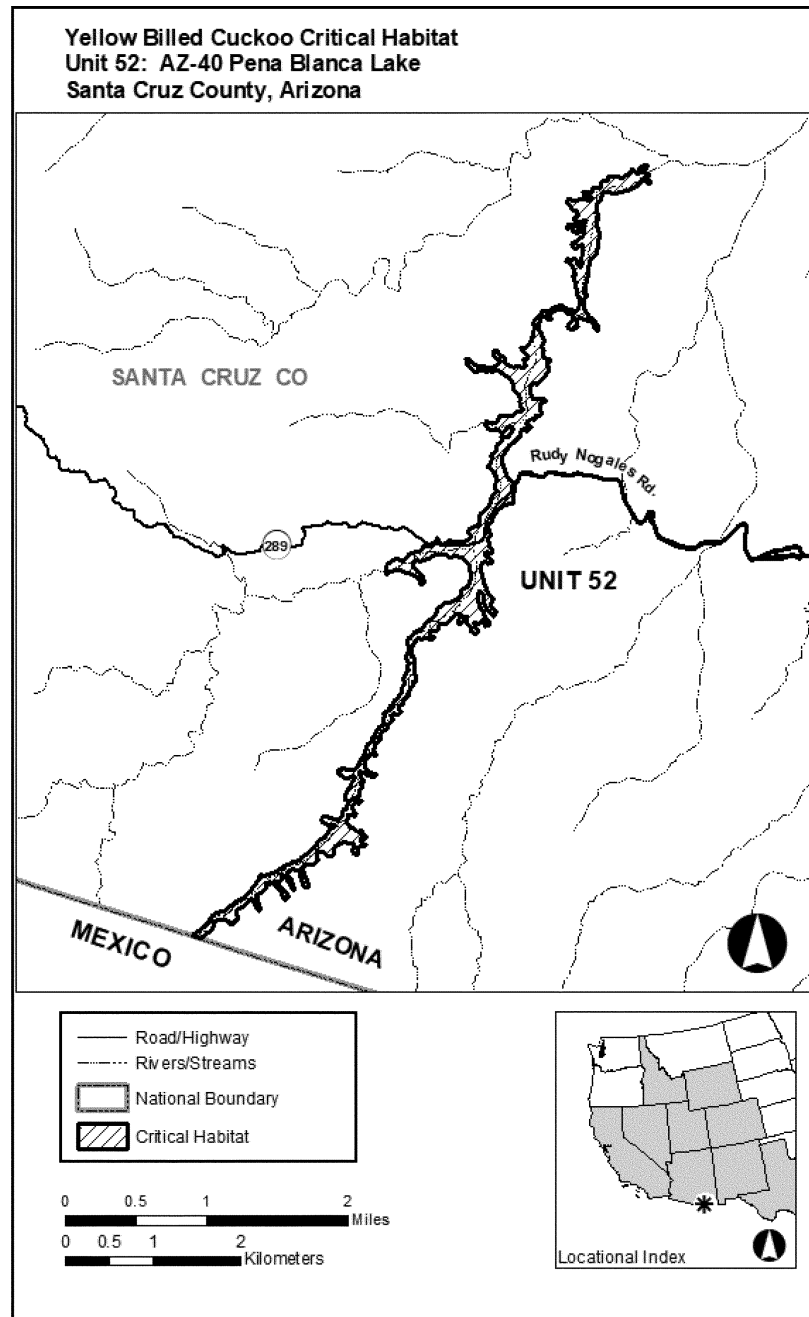 Yellow Billed Cuckoo Critical Habitat
Unit 52: AZ-40 Pena Blanca Lake
Santa Cruz County, Arizona
SANTA CRUZ CO
Rudy Nogales Rd.
289
UNIT 52
MEXICO
ARIZONA
Road/Highway
Rivers/Streams
National Boundary
Critical Habitat
0 0.5 1 2
Miles
0 0.5 1 2
Kilometers
Locational Index